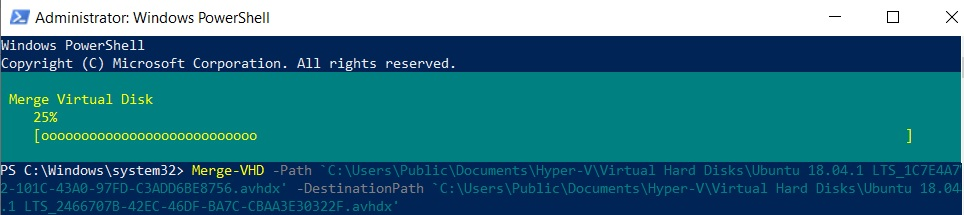 Administrator: Windows PowerShell
Windows PowerShell
Copyright (C) Microsoft Corporation. All rights reserved.
Merge Virtual Disk
25%
[ooooooooooooooooooooooooooo ]
PS C:\Windows\system32> Merge-VHD -Path `C:\Users\Public\Documents\Hyper-V\Virtual Hard Disks\Ubuntu 18.04.1 LTS_1C7E4A7
2-101C-43A0-97FD-C3ADD6BE8756.avhdx' -DestinationPath `C:\Users\Public\Documents\Hyper-V\Virtual Hard Disks\Ubuntu 18.04
.1 LTS_2466707B-42EC-46DF-BA7C-CBAA3E30322F.avhdx'